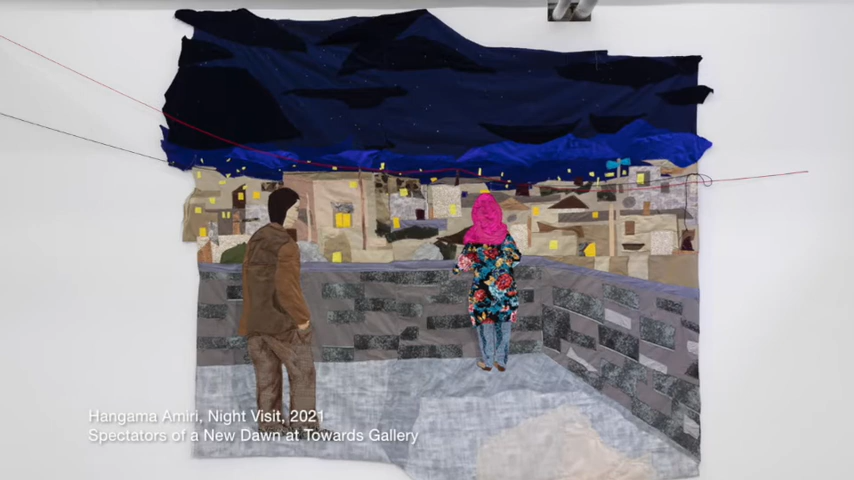 Hangama Amiri, Night Visit, 2021
Spectators of a New Dawn at Towards Gallery